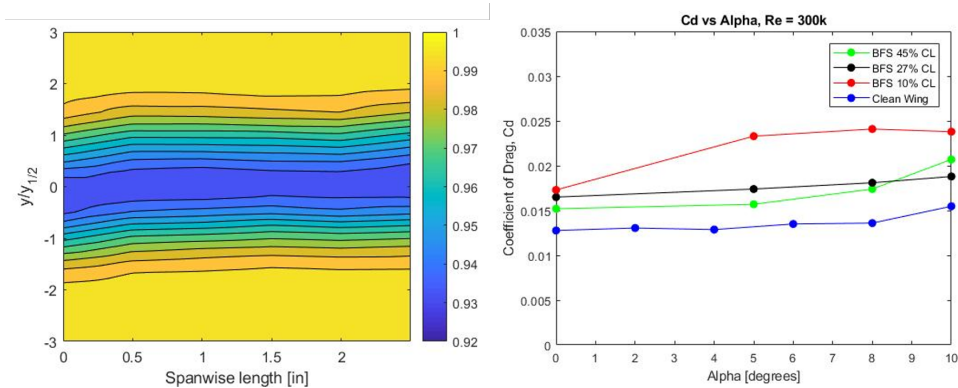 3
2
1
0
-1
-2
-3
y/y1/2
0 0.5 1 1.5 2
Spanwise length [in]
1
0.99
0.98
0.97
0.96
0.95
0.94
0.93
0.92
Cd vs Alpha, Re = 300k
0.035
0.03
0.025
0.02
0.015
0.01
0.005
0
Coefficient of Drag, Cd
BFS 45% CL
BFS 27% CL
BFS 10% CL
Clean Wing
0 1 2 3 4 5 6 7 8 9 10
Alpha [degrees]